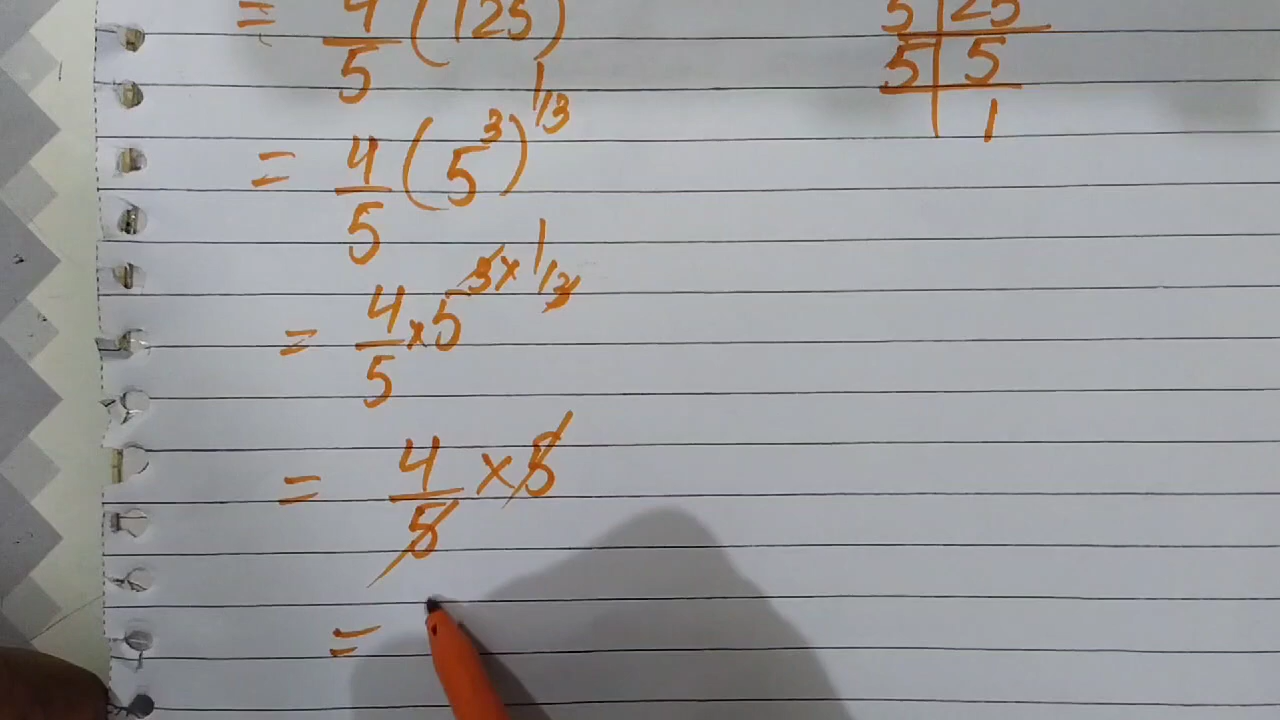 = 4/5 (125)^1/3
5 | 25
5 | 5
1
= 4/5 (5^3)^1/3
= 4/5 × 5^3×1/3
= 4/5 × 5
=